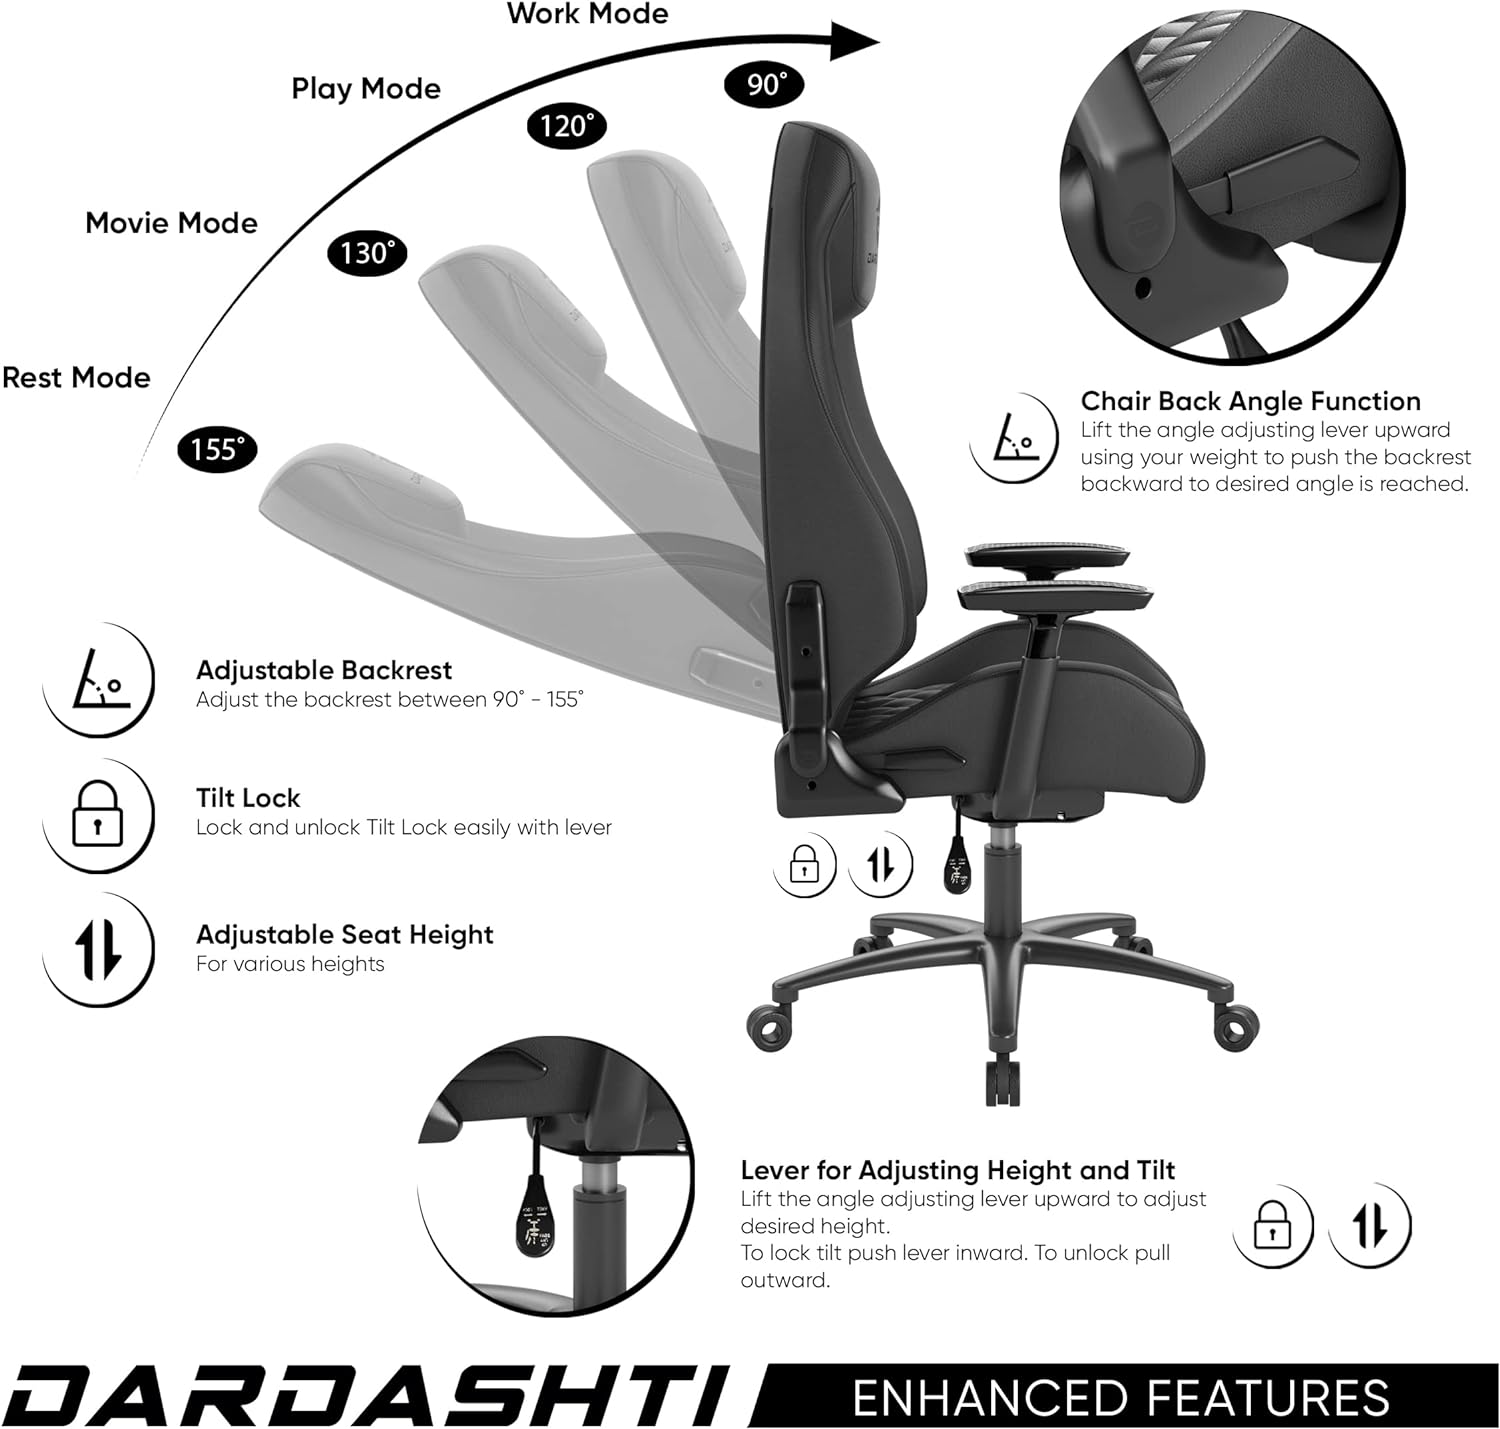 Work Mode
90°
Play Mode
120°
Movie Mode
130°
Rest Mode
155°
Chair Back Angle Function
Lift the angle adjusting lever upward
using your weight to push the backrest
backward to desired angle is reached.
Adjustable Backrest
Adjust the backrest between 90° - 155°
Tilt Lock
Lock and unlock Tilt Lock easily with lever
Adjustable Seat Height
For various heights
Lever for Adjusting Height and Tilt
Lift the angle adjusting lever upward to adjust
desired height.
To lock tilt push lever inward. To unlock pull
outward.
DARDASHTI
ENHANCED FEATURES